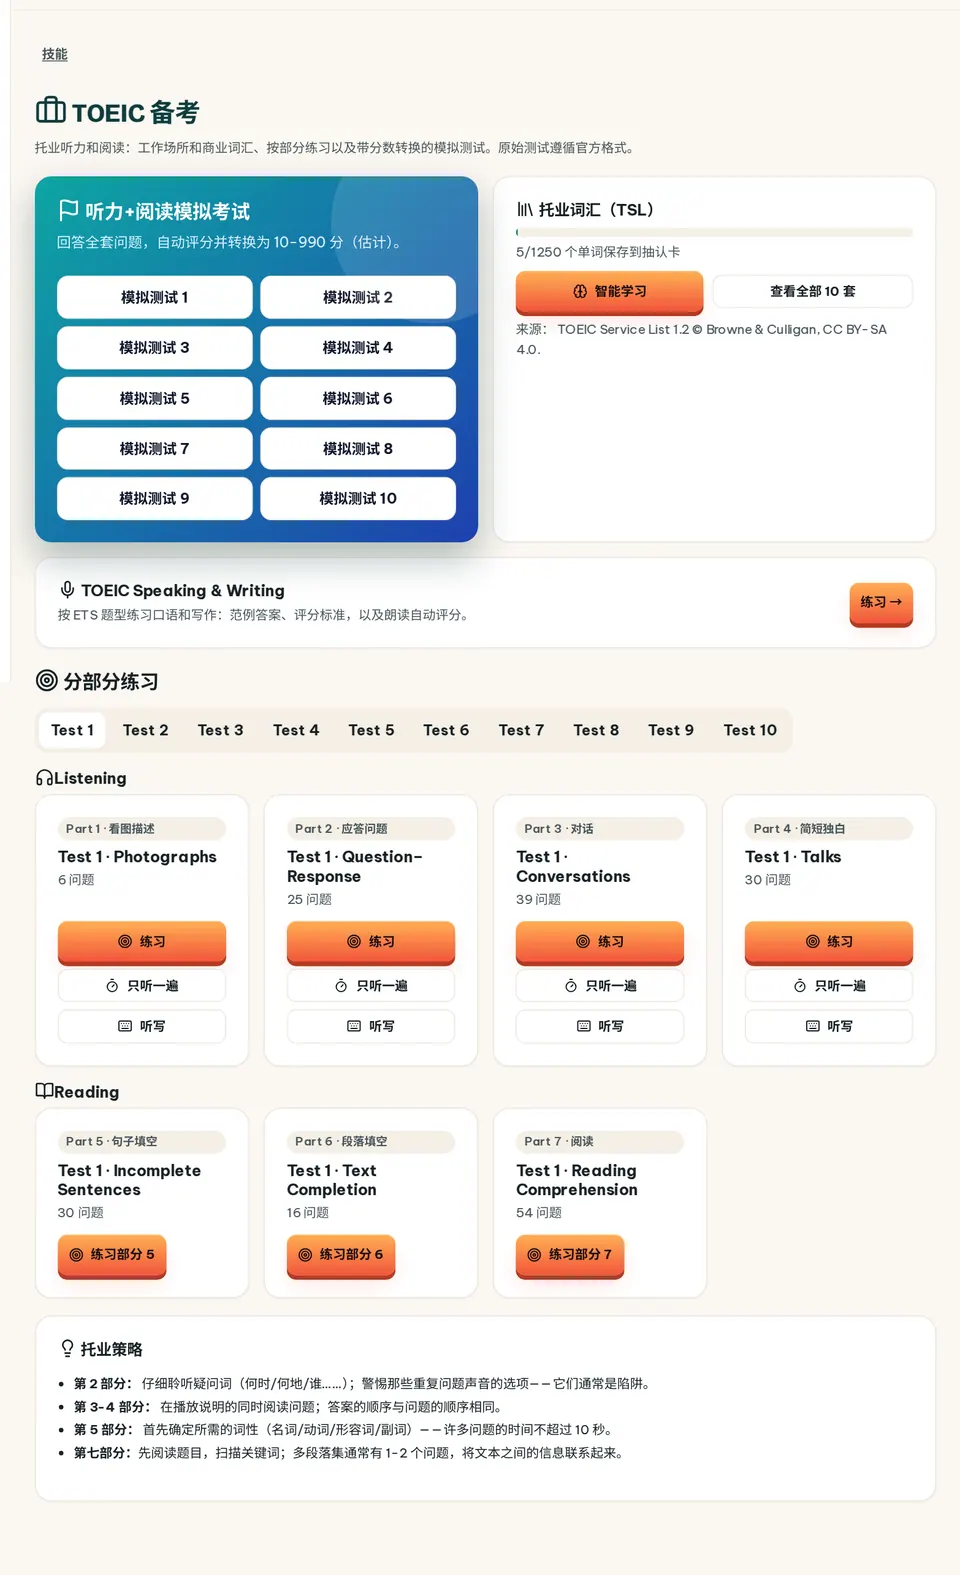 技能
TOEIC 备考
托业听力和阅读：工作场所和商业词汇、按部分练习以及带分数转换的模拟测试。原始测试遵循官方格式。
听力+阅读模拟考试
回答全套问题，自动评分并转换为 10-990 分（估计）。
模拟测试 1
模拟测试 2
模拟测试 3
模拟测试 4
模拟测试 5
模拟测试 6
模拟测试 7
模拟测试 8
模拟测试 9
模拟测试 10
托业词汇（TSL）
5/1250 个单词保存到抽认卡
智能学习
查看全部 10 套
来源： TOEIC Service List 1.2 © Browne & Culligan, CC BY-SA
4.0.
TOEIC Speaking & Writing
按 ETS 题型练习口语和写作：范例答案、评分标准，以及朗读自动评分。
练习 →
分部分练习
Test 1
Test 2
Test 3
Test 4
Test 5
Test 6
Test 7
Test 8
Test 9
Test 10
Listening
Part 1 · 看图描述
Test 1 · Photographs
6 问题
练习
只听一遍
听写
Part 2 · 应答问题
Test 1 · Question–
Response
25 问题
练习
只听一遍
听写
Part 3 · 对话
Test 1 ·
Conversations
39 问题
练习
只听一遍
听写
Part 4 · 简短独白
Test 1 · Talks
30 问题
练习
只听一遍
听写
Reading
Part 5 · 句子填空
Test 1 · Incomplete
Sentences
30 问题
练习部分 5
Part 6 · 段落填空
Test 1 · Text
Completion
16 问题
练习部分 6
Part 7 · 阅读
Test 1 · Reading
Comprehension
54 问题
练习部分 7
托业策略
• 第 2 部分： 仔细聆听疑问词（何时/何地/谁……）；警惕那些重复问题声音的选项——它们通常是陷阱。
• 第 3-4 部分： 在播放说明的同时阅读问题；答案的顺序与问题的顺序相同。
• 第 5 部分： 首先确定所需的词性（名词/动词/形容词/副词）——许多问题的时间不超过 10 秒。
• 第七部分：先阅读题目，扫描关键词；多段落集通常有 1-2 个问题，将文本之间的信息联系起来。